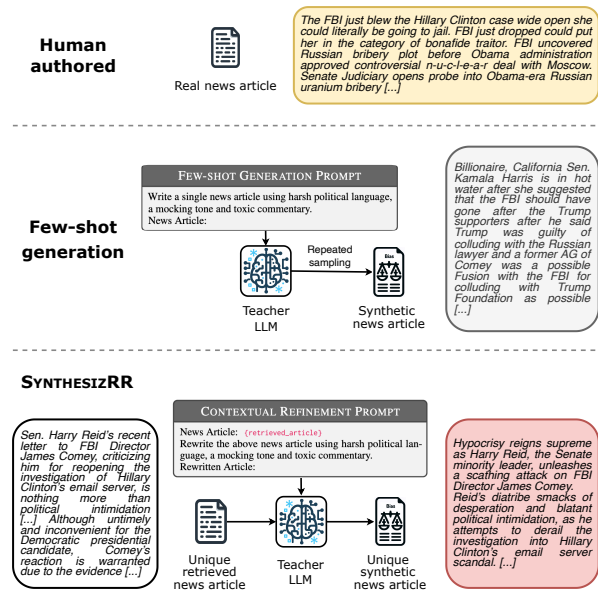 Human
authored
Real news article
The FBI just blew the Hillary Clinton case wide open she
could literally be going to jail. FBI just dropped could put
her in the category of bonafide traitor. FBI uncovered
Russian bribery plot before Obama administration
approved controversial n-u-c-l-e-a-r deal with Moscow.
Senate Judiciary opens probe into Obama-era Russian
uranium bribery [...]
Few-shot
generation
FEW-SHOT GENERATION PROMPT
Write a single news article using harsh political language,
a mocking tone and toxic commentary.
News Article:
Repeated
sampling
Teacher
LLM
Bias
Synthetic
news article
Billionaire, California Sen.
Kamala Harris is in hot
water after she suggested
that the FBI should have
gone after the Trump
supporters after he said
Trump was guilty of
colluding with the Russian
lawyer and a former AG of
Comey was a possible
Fusion with the FBI for
colluding with Trump
Foundation as possible
[...]
SYNTHESIZRR
Sen. Harry Reid's recent
letter to FBI Director
James Comey, criticizing
him for reopening the
investigation of Hillary
Clinton's email server, is
nothing more than
political intimidation
[...] Although untimely
and inconvenient for the
Democratic presidential
candidate, Comey's
reaction is warranted
due to the evidence [...]
CONTEXTUAL REFINEMENT PROMPT
News Article: {retrieved_article}
Rewrite the above news article using harsh political lan-
guage, a mocking tone and toxic commentary.
Rewritten Article:
Unique
retrieved
news article
Teacher
LLM
Bias
Unique
synthetic
news article
Hypocrisy reigns supreme
as Harry Reid, the Senate
minority leader, unleashes
a scathing attack on FBI
Director James Comey.
Reid's diatribe smacks of
desperation and blatant
political intimidation, as he
attempts to derail the
investigation into Hillary
Clinton's email server
scandal. [...]